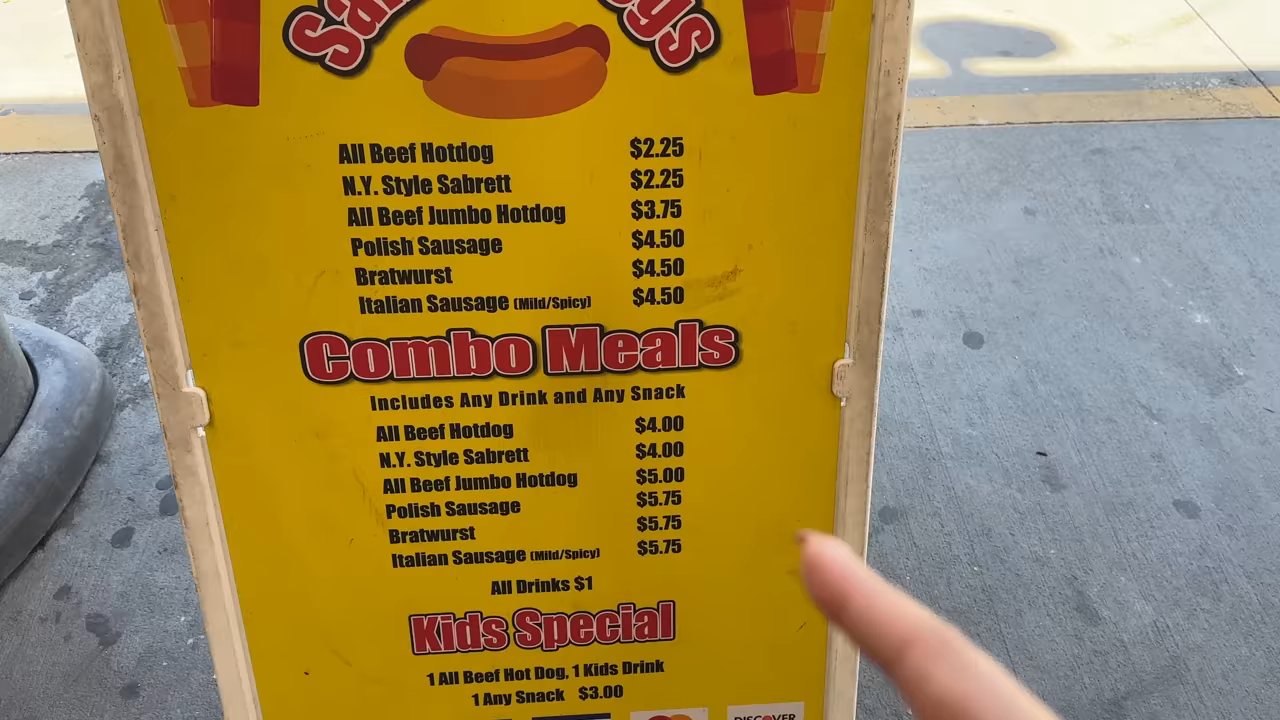 All Beef Hotdog $2.25
N.Y. Style Sabrett $2.25
All Beef Jumbo Hotdog $3.75
Polish Sausage $4.50
Bratwurst $4.50
Italian Sausage (Mild/Spicy) $4.50
Combo Meals
Includes Any Drink and Any Snack
All Beef Hotdog $4.00
N.Y. Style Sabrett $4.00
All Beef Jumbo Hotdog $5.00
Polish Sausage $5.75
Bratwurst $5.75
Italian Sausage (Mild/Spicy) $5.75
All Drinks $1
Kids Special
1 All Beef Hot Dog, 1 Kids Drink
1 Any Snack $3.00
DISCOVER